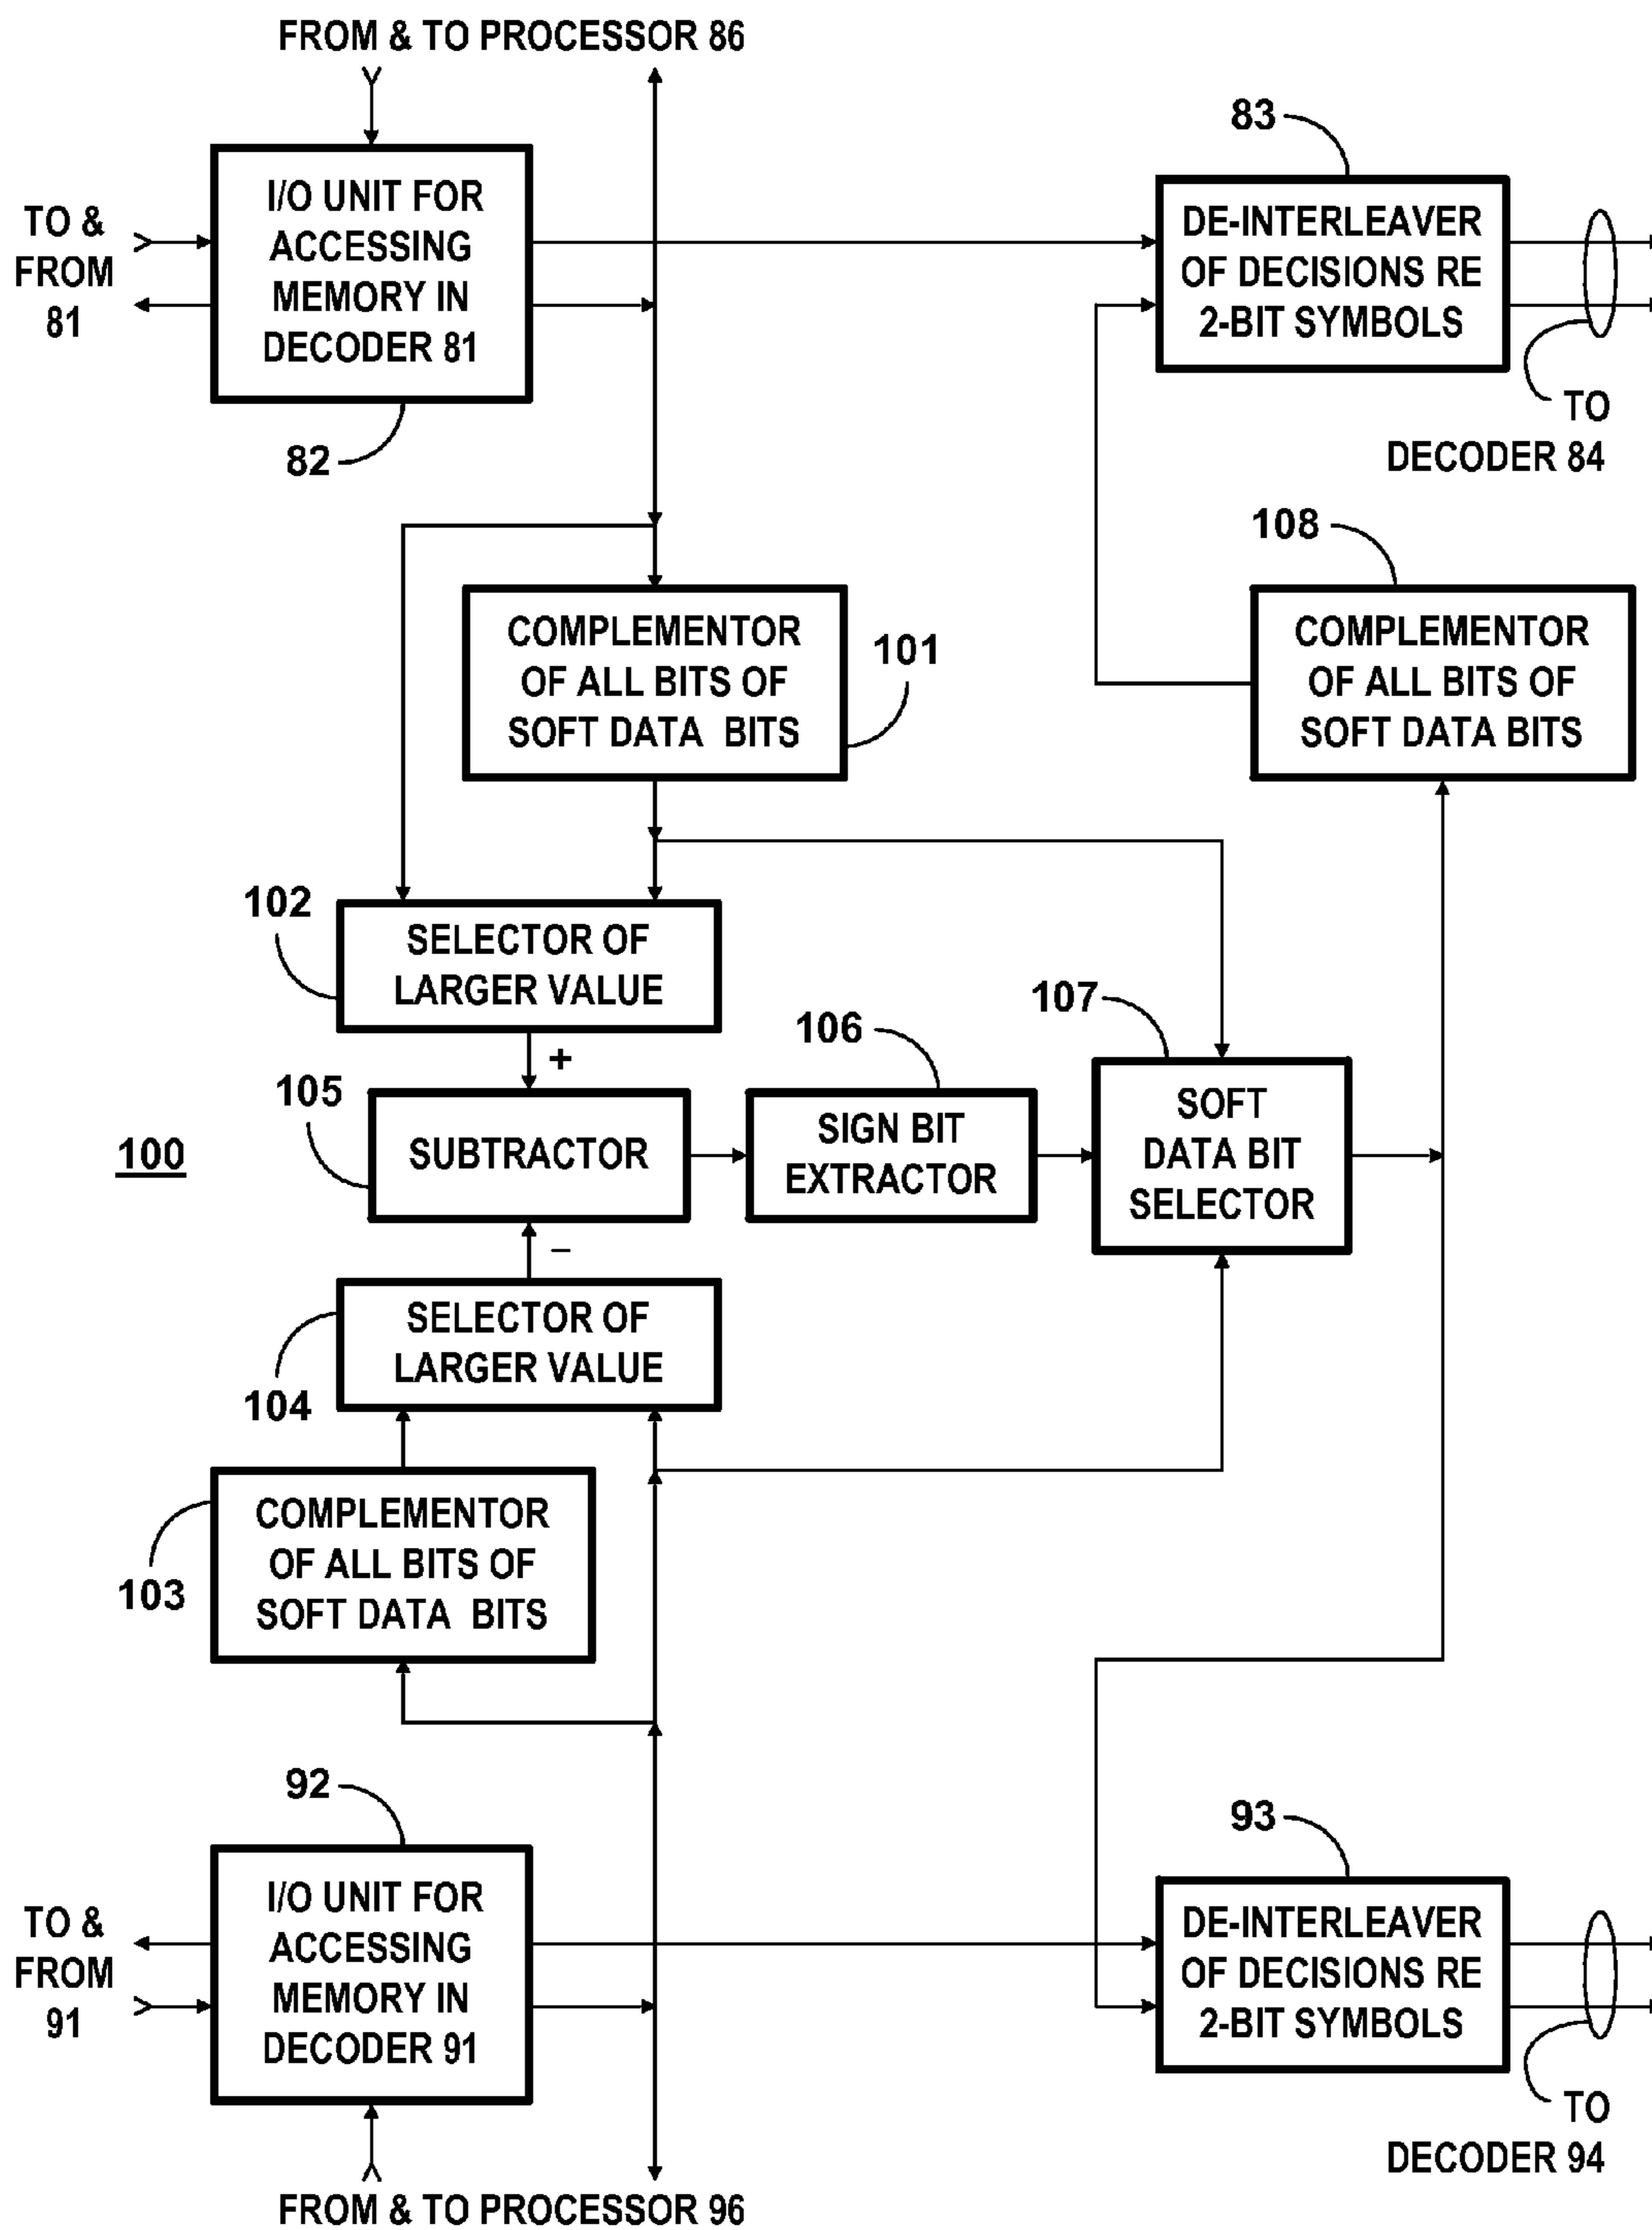 FROM & TO PROCESSOR 86
83
I/O UNIT FOR
ACCESSING
MEMORY IN
DECODER 81
TO &
FROM
81
DE-INTERLEAVER
OF DECISIONS RE
2-BIT SYMBOLS
82
TO
DECODER 84
108
COMPLEMENTOR
OF ALL BITS OF
SOFT DATA BITS
101
COMPLEMENTOR
OF ALL BITS OF
SOFT DATA BITS
102
SELECTOR OF
LARGER VALUE
107
106
+
105
100
SUBTRACTOR
SIGN BIT
EXTRACTOR
SOFT
DATA BIT
SELECTOR
–
SELECTOR OF
LARGER VALUE
104
COMPLEMENTOR
OF ALL BITS OF
SOFT DATA BITS
103
92
93
TO &
FROM
91
I/O UNIT FOR
ACCESSING
MEMORY IN
DECODER 91
DE-INTERLEAVER
OF DECISIONS RE
2-BIT SYMBOLS
TO
DECODER 94
FROM & TO PROCESSOR 96